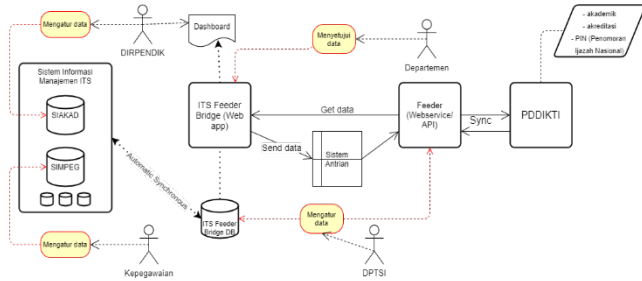 Mengatur data
DIRPENDIK
Dashboard
Menyetujui
data
Departemen
- akademik
- akreditasi
- PIN (Penomoran
Ijazah Nasional)
Sistem Informasi
Manajemen ITS
SIAKAD
SIMPEG
ITS Feeder
Bridge (Web
app)
Get data
Send data
Sistem
Antrian
Feeder
(Webservice/
API)
Sync
PDDIKTI
Automatic Synchronous
ITS Feeder
Bridge DB
Mengatur
data
DPTSI
Mengatur data
Kepegawaian